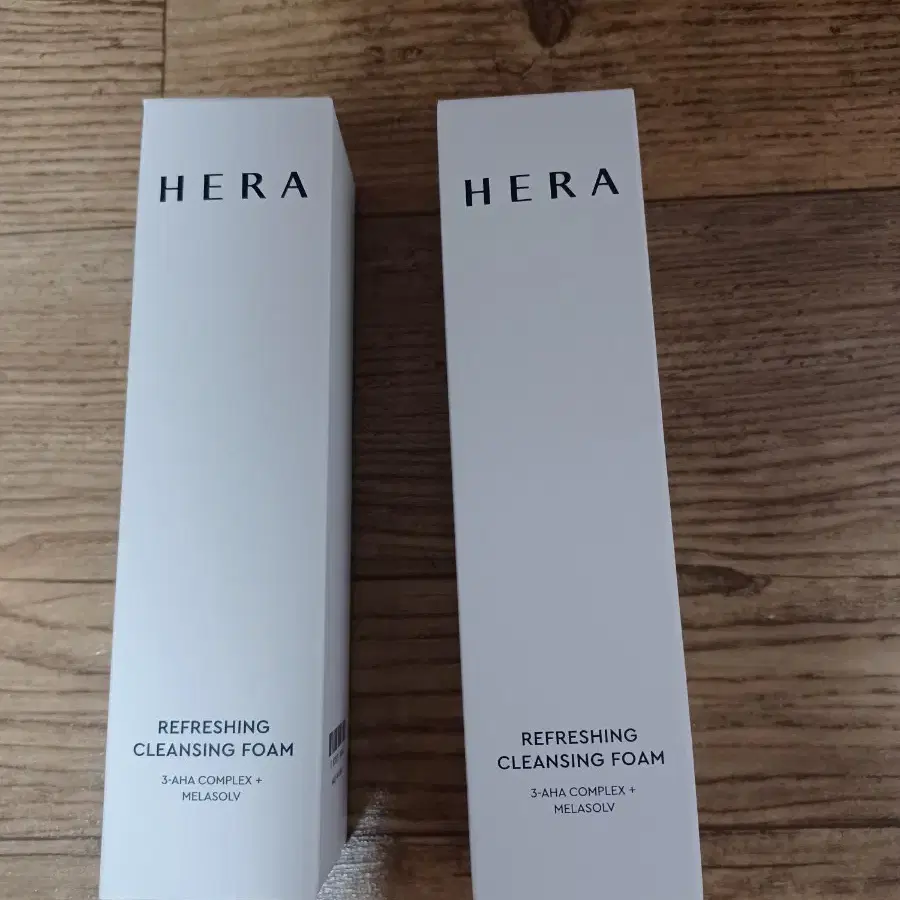 HERA
REFRESHING
CLEANSING FOAM
3-AHA COMPLEX +
MELASOLV
HERA
REFRESHING
CLEANSING FOAM
3-AHA COMPLEX +
MELASOLV